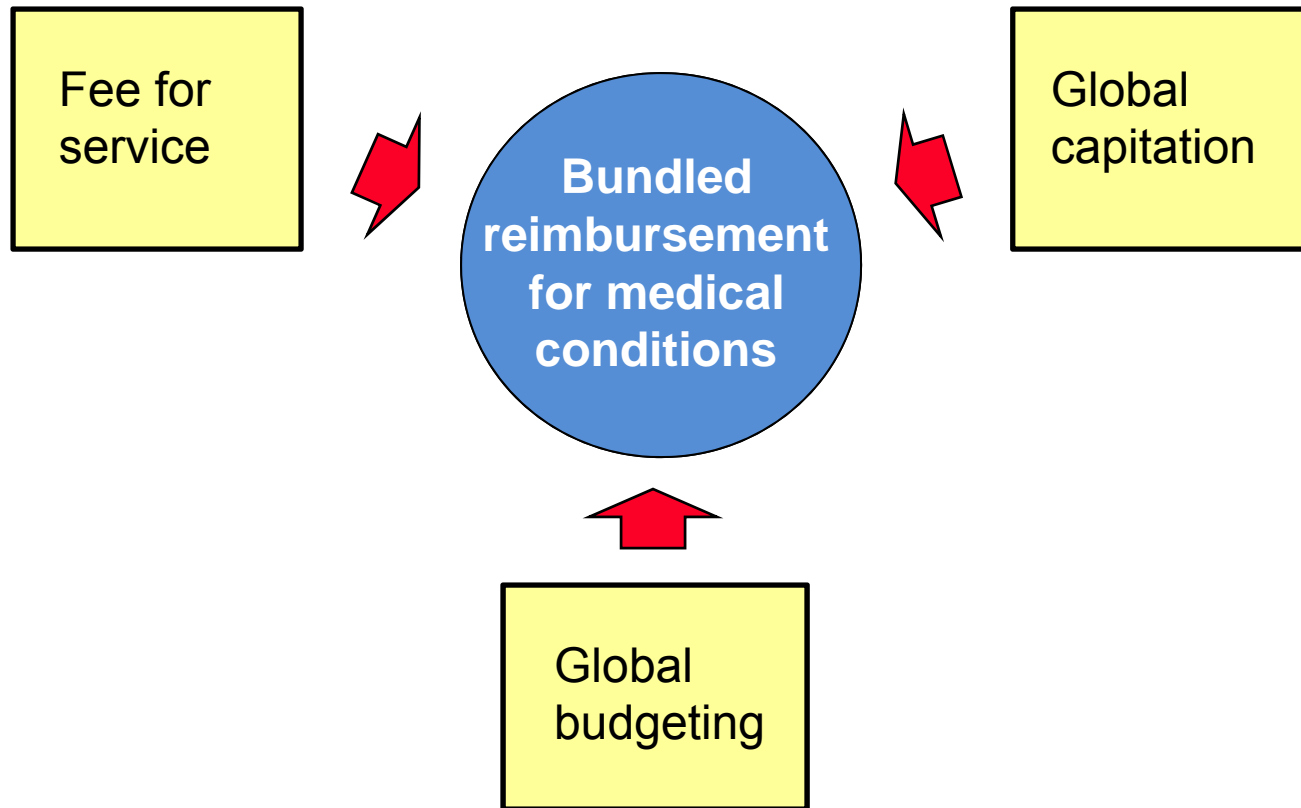 Fee for
service
Bundled
reimbursement
for medical
conditions
Global
capitation
Global
budgeting